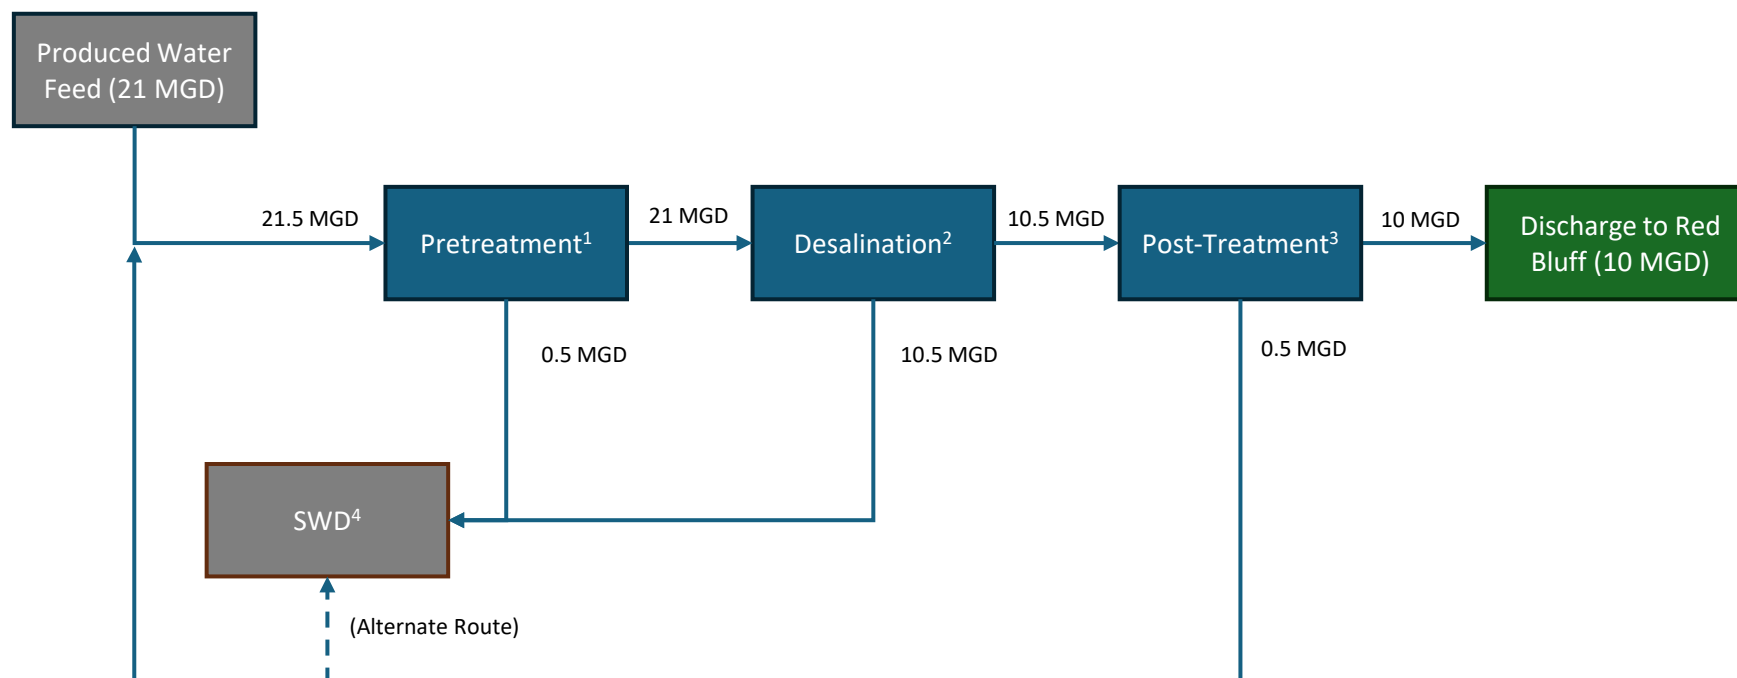 Produced Water
Feed (21 MGD)
21.5 MGD
Pretreatment¹
21 MGD
Desalination²
10.5 MGD
Post-Treatment³
10 MGD
Discharge to Red
Bluff (10 MGD)
0.5 MGD
10.5 MGD
0.5 MGD
SWD⁴
(Alternate Route)